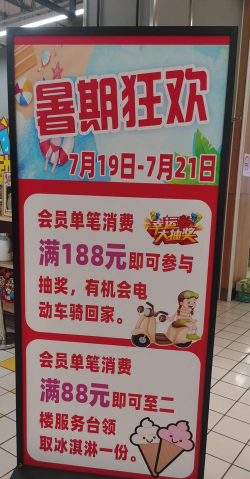 暑期狂欢
7月19日-7月21日
会员单笔消费
满188元即可参与
抽奖，有机会电
动车骑回家。
幸运
大抽奖
会员单笔消费
满88元即可至二
楼服务台领
取冰淇淋一份。